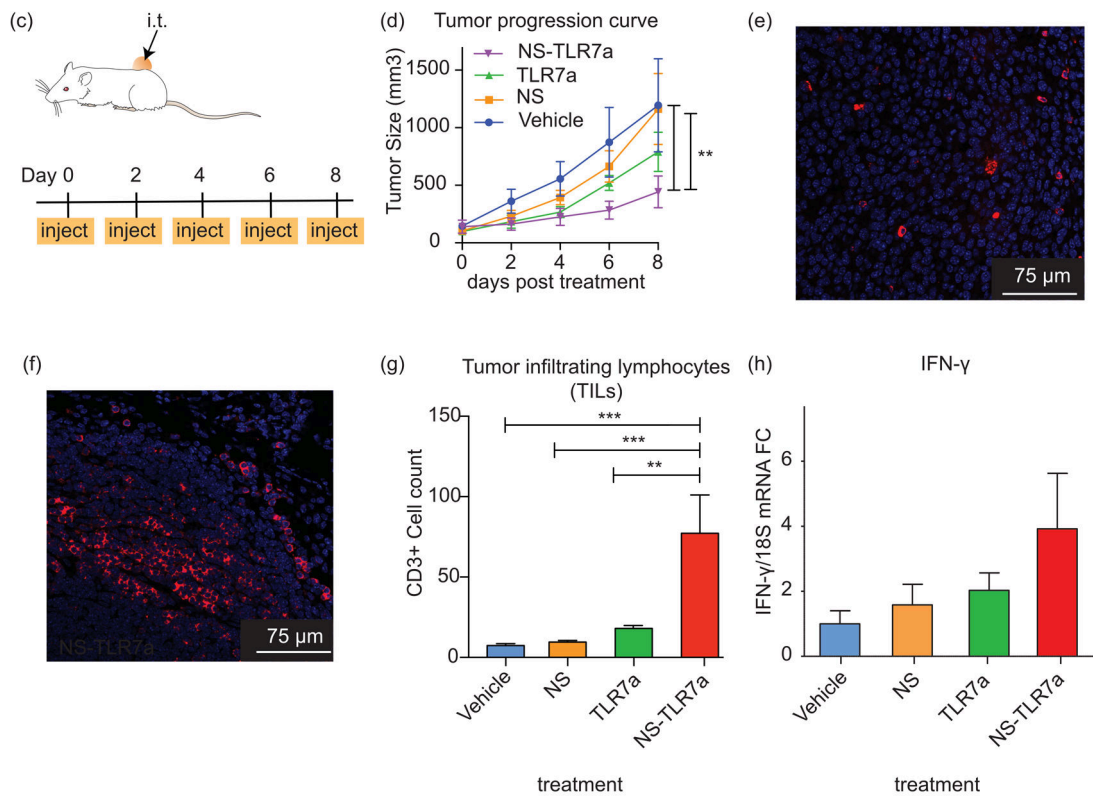 (c)
i.t.
Day 0 2 4 6 8
inject inject inject inject inject
(d)
Tumor progression curve
NS-TLR7a
TLR7a
NS
Vehicle
Tumor Size (mm3)
1500
1000
500
0
0 2 4 6 8
days post treatment
**
(e)
75 μm
(f)
NS-TLR7a
75 μm
(g)
Tumor infiltrating lymphocytes
(TILs)
CD3+ Cell count
150
100
50
0
***
***
**
Vehicle NS TLR7a NS-TLR7a
treatment
(h)
IFN-γ
IFN-γ/18S mRNA FC
6
4
2
0
Vehicle NS TLR7a NS-TLR7a
treatment